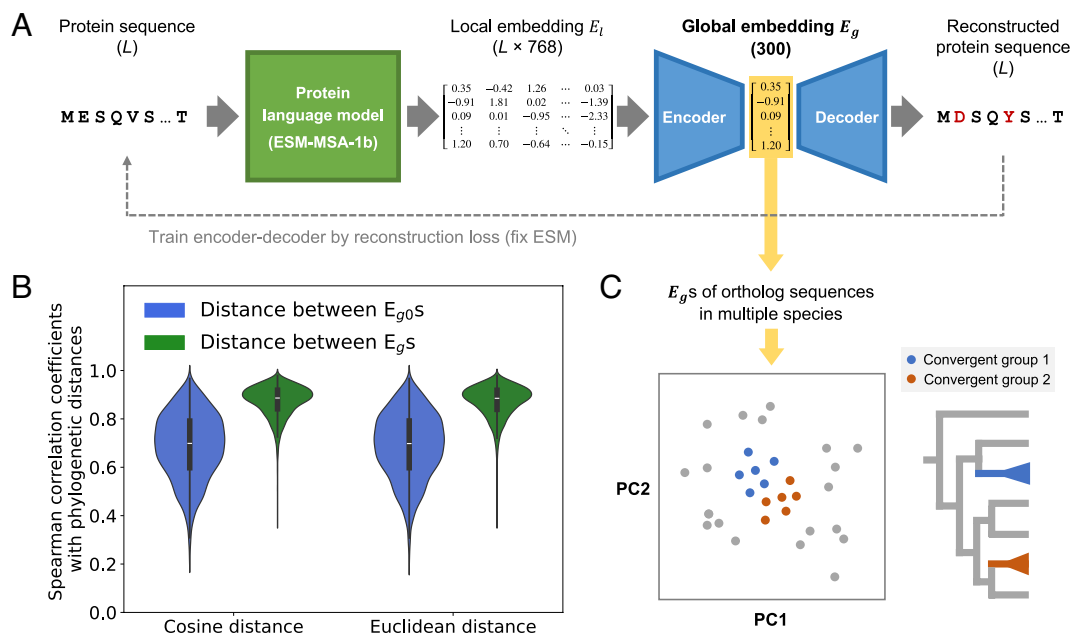 A
Protein sequence
(L)
M E S Q V S ... T
Protein
language model
(ESM-MSA-1b)
Local embedding E_l
(L × 768)
0.35 −0.42 1.26 ⋯ 0.03
−0.91 1.81 0.02 ⋯ −1.39
0.09 0.01 −0.95 ⋯ −2.33
⋮ ⋮ ⋮ ⋱ ⋮
1.20 0.70 −0.64 ⋯ −0.15
Global embedding E_g
(300)
Encoder
0.35
−0.91
0.09
⋮
1.20
Decoder
Reconstructed
protein sequence
(L)
M D S Q Y S ... T
Train encoder-decoder by reconstruction loss (fix ESM)
B
Spearman correlation coefficients
with phylogenetic distances
Distance between E_g0s
Distance between E_gs
1.0
0.8
0.6
0.4
0.2
0.0
Cosine distance
Euclidean distance
C
E_gs of ortholog sequences
in multiple species
Convergent group 1
Convergent group 2
PC2
PC1